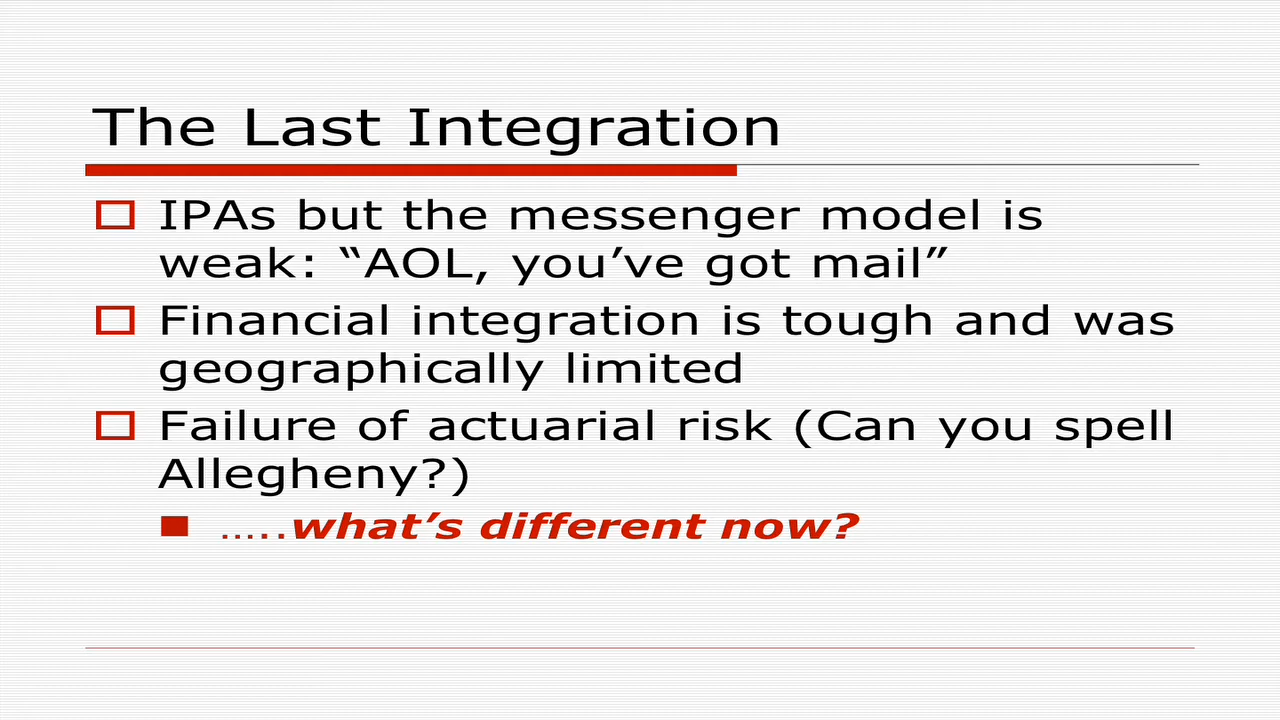 The Last Integration
IPAs but the messenger model is
weak: “AOL, you’ve got mail”
Financial integration is tough and was
geographically limited
Failure of actuarial risk (Can you spell
Allegheny?)
…..what’s different now?